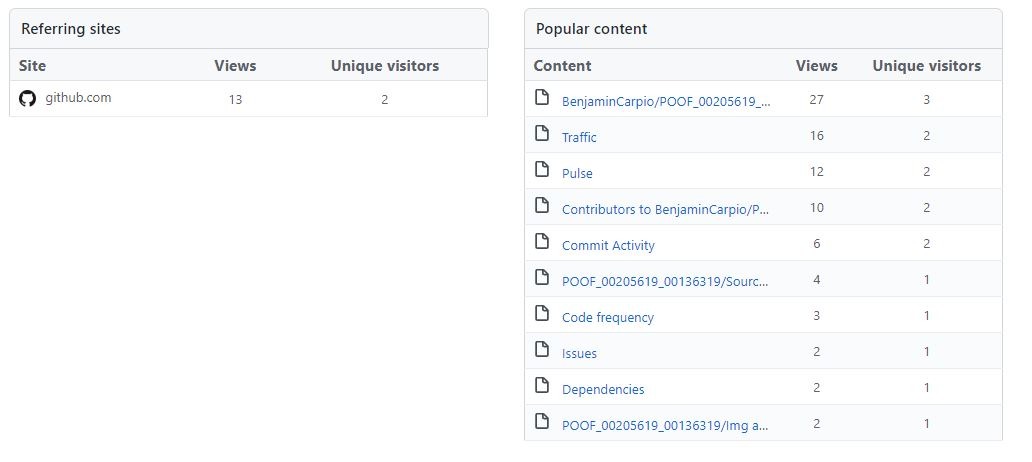 Referring sites
Site Views Unique visitors
github.com 13 2
Popular content
Content Views Unique visitors
BenjaminCarpio/POOF_00205619_... 27 3
Traffic 16 2
Pulse 12 2
Contributors to BenjaminCarpio/P... 10 2
Commit Activity 6 2
POOF_00205619_00136319/Sourc... 4 1
Code frequency 3 1
Issues 2 1
Dependencies 2 1
POOF_00205619_00136319/Img a... 2 1